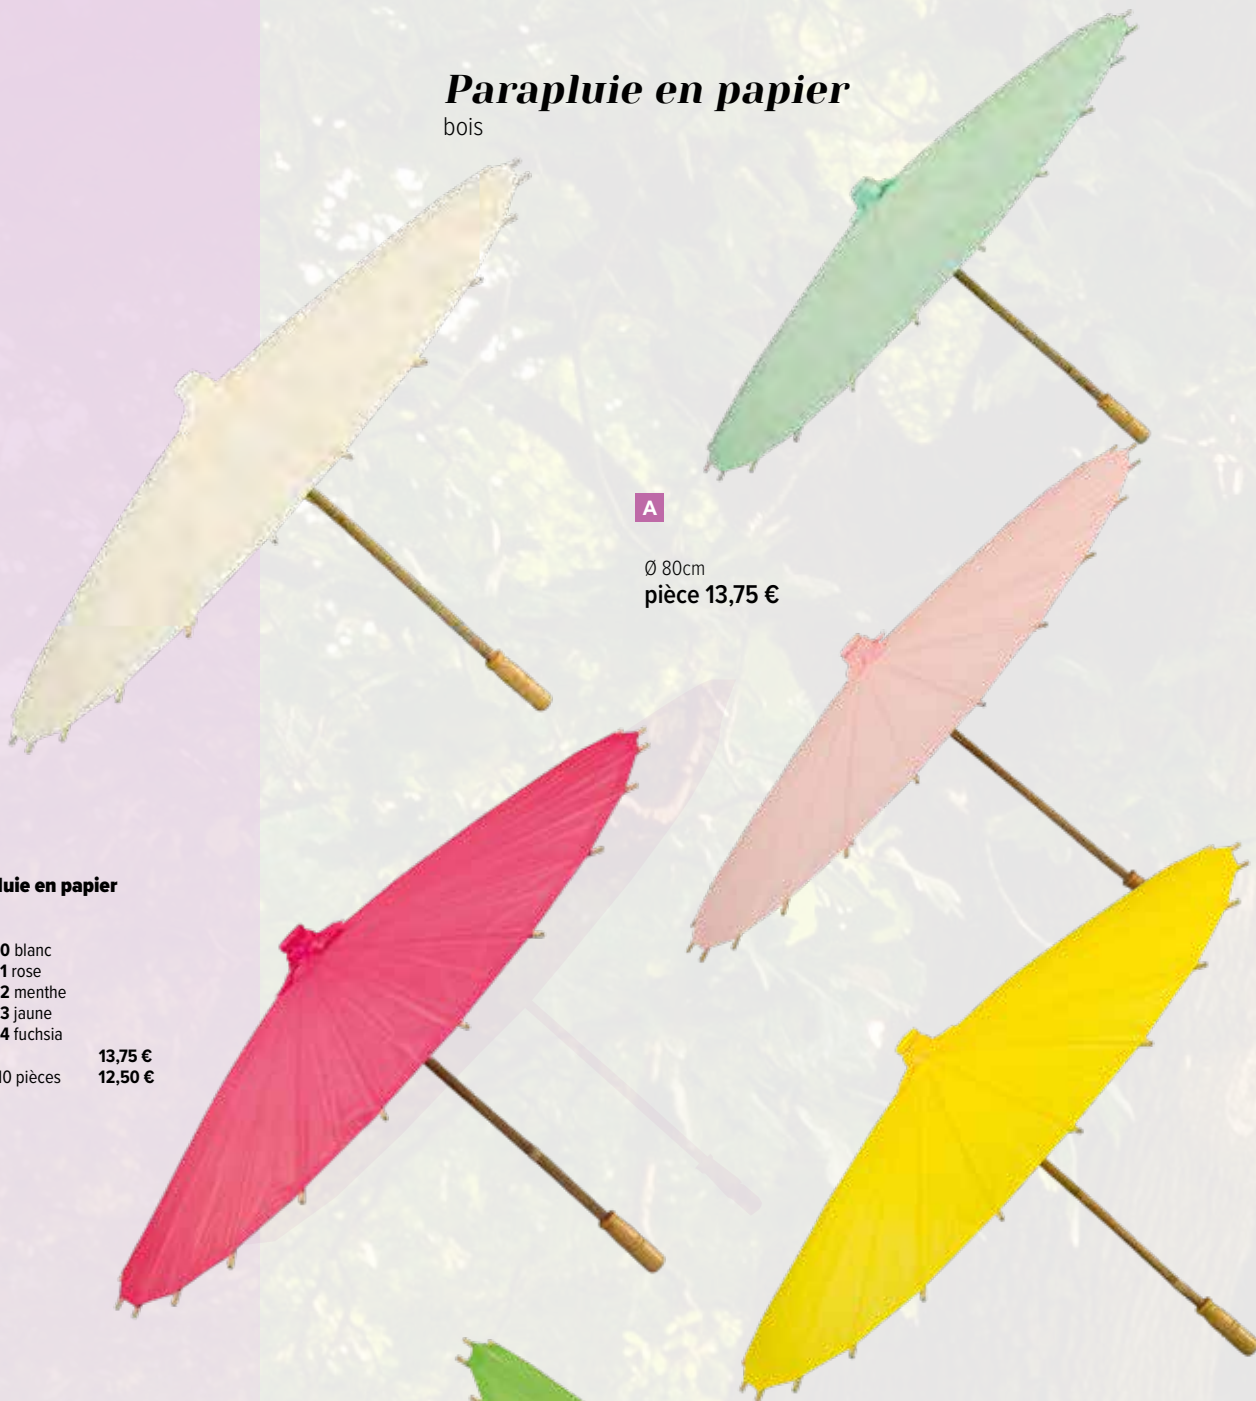 Parapluie en papier
bois
A
Ø 80cm
pièce 13,75 €
luie en papier
0 blanc
1 rose
2 menthe
3 jaune
4 fuchsia
13,75 €
10 pièces 12,50 €